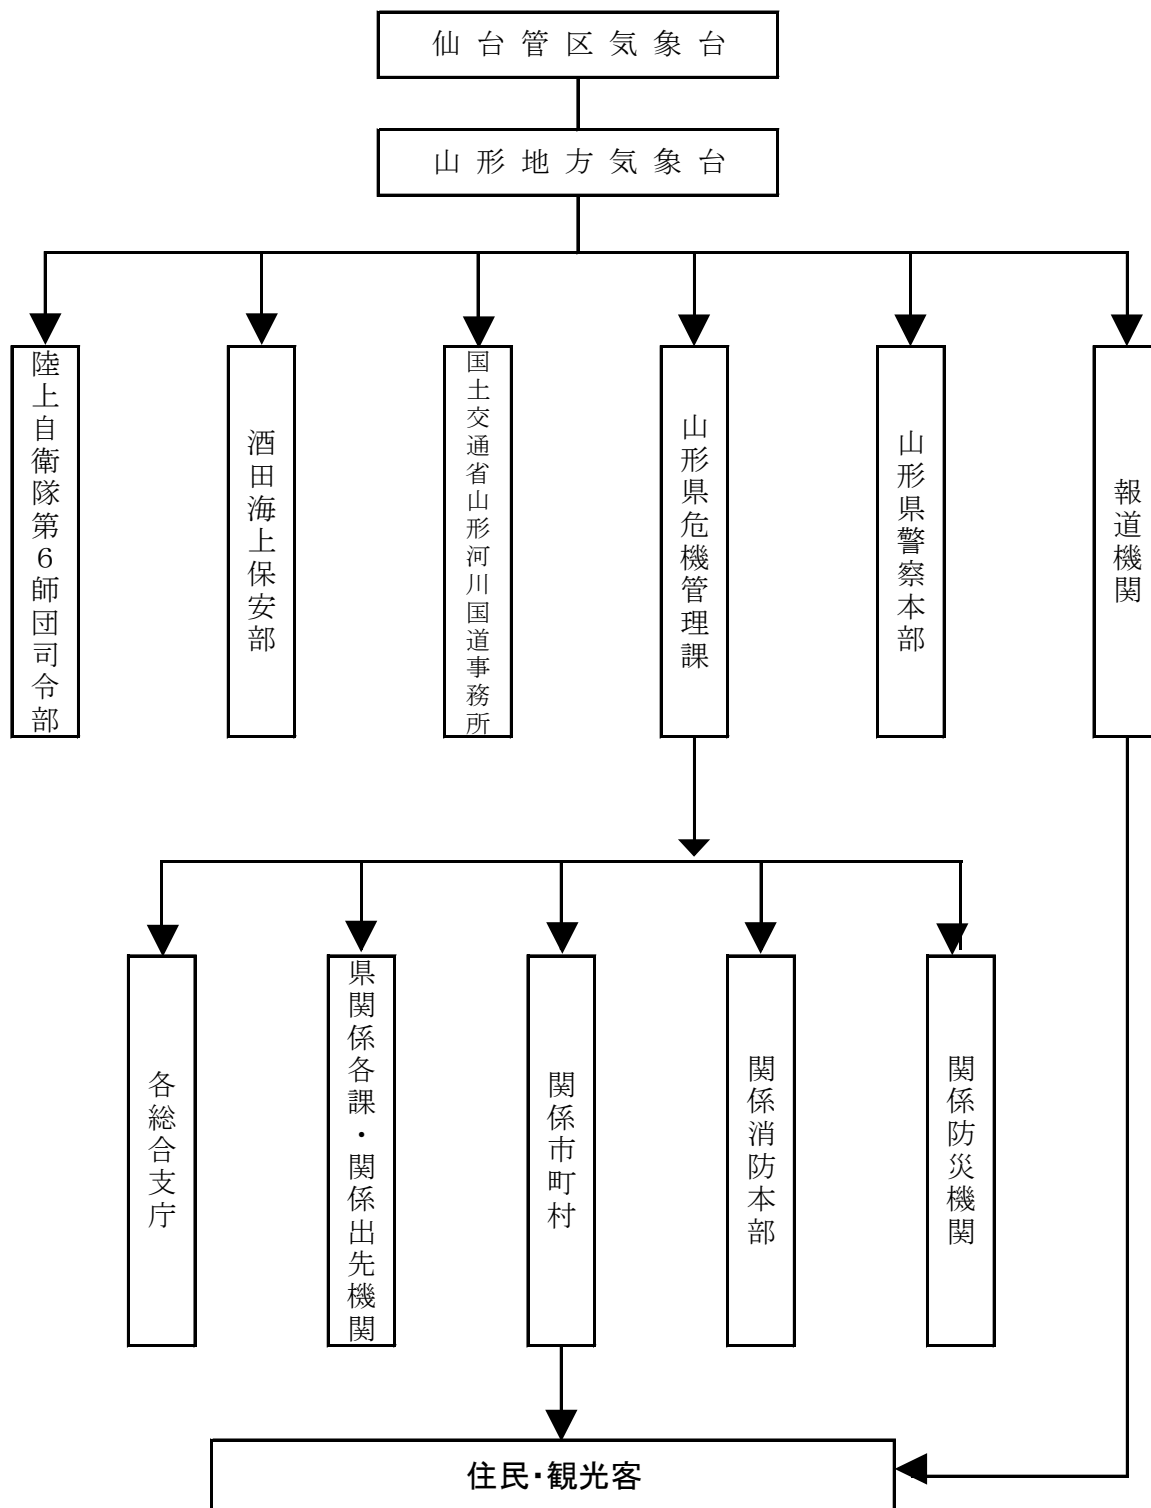 仙台管区気象台
山形地方気象台
陸上自衛隊第6師団司令部
酒田海上保安部
国土交通省山形河川国道事務所
山形県危機管理課
山形県警察本部
報道機関
各総合支庁
県関係各課・関係出先機関
関係市町村
関係消防本部
関係防災機関
住民・観光客